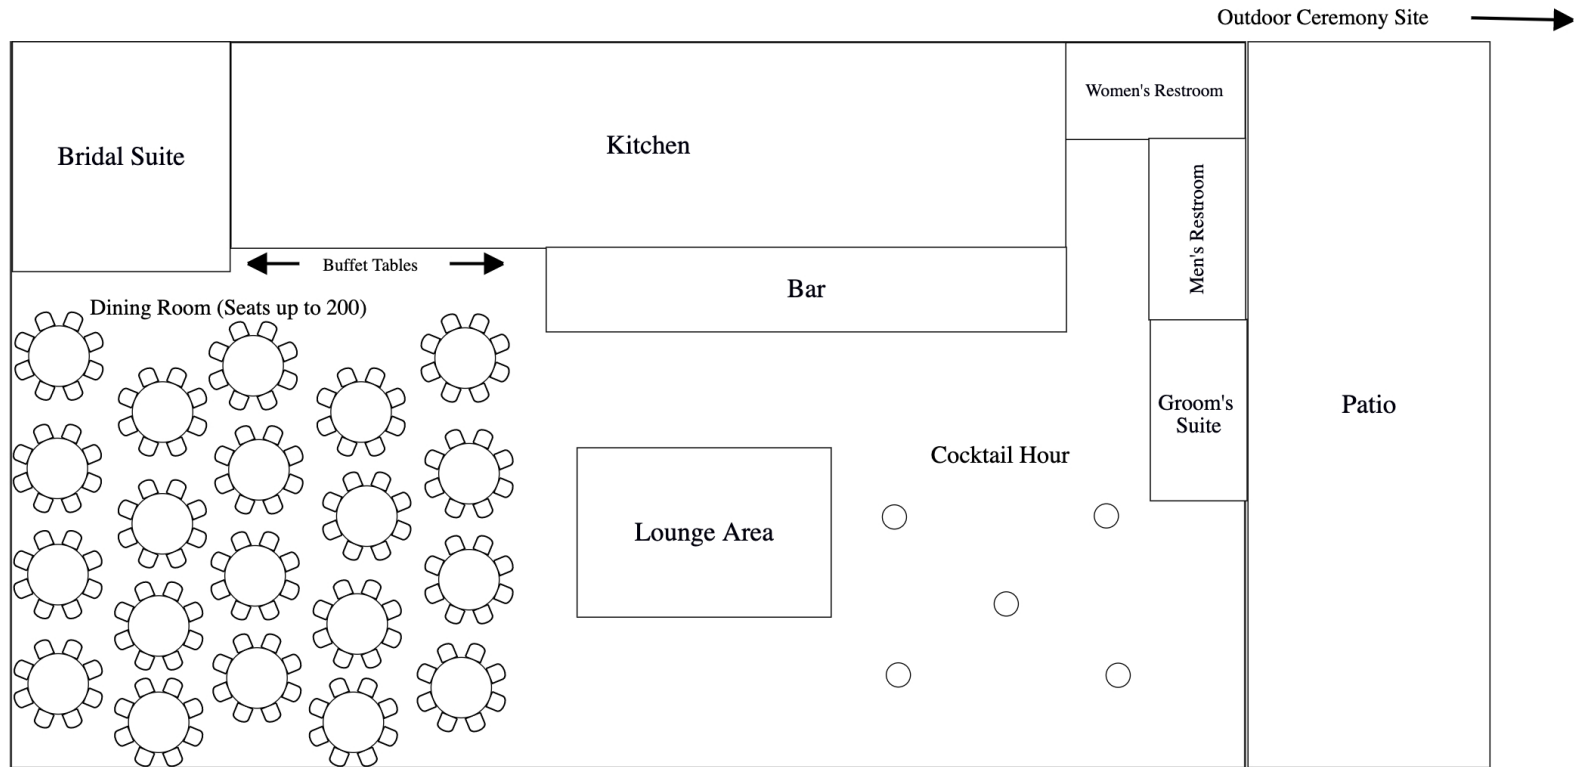 Outdoor Ceremony Site
Women's Restroom
Kitchen
Bridal Suite
Men's Restroom
Buffet Tables
Bar
Dining Room (Seats up to 200)
Groom's
Suite
Patio
Cocktail Hour
Lounge Area